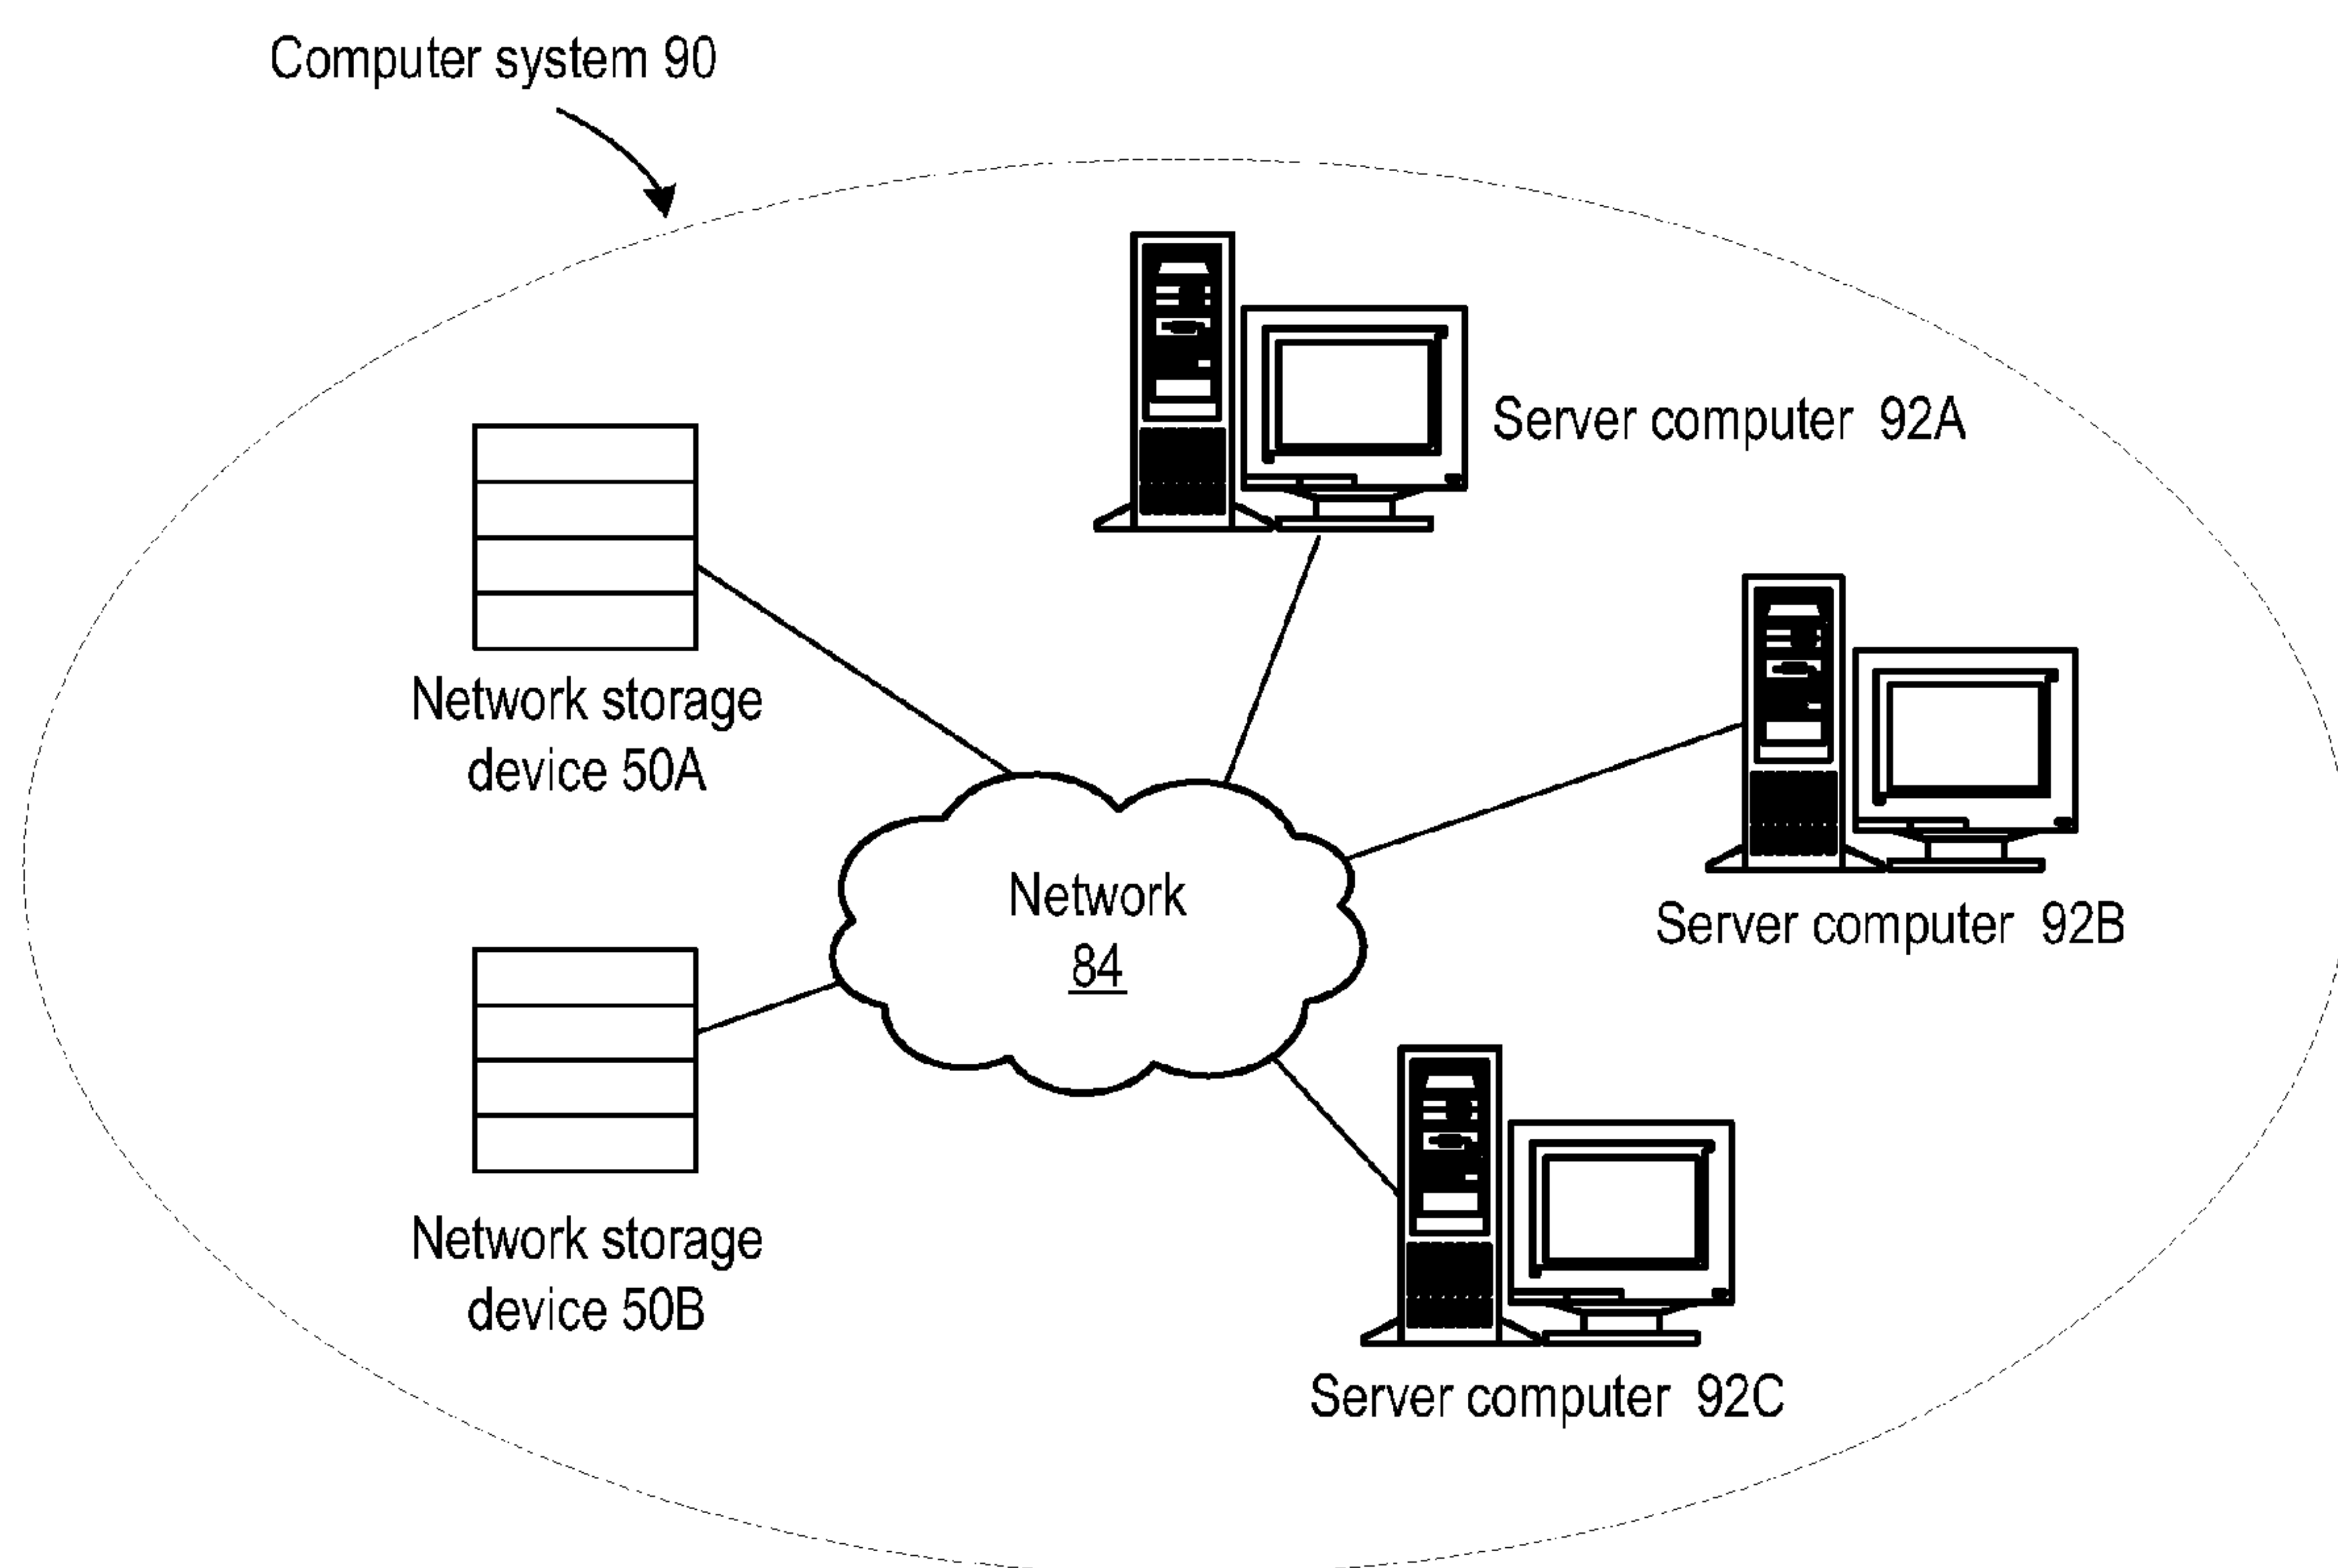 Computer system 90
Server computer 92A
Network storage
device 50A
Network
84
Server computer 92B
Network storage
device 50B
Server computer 92C